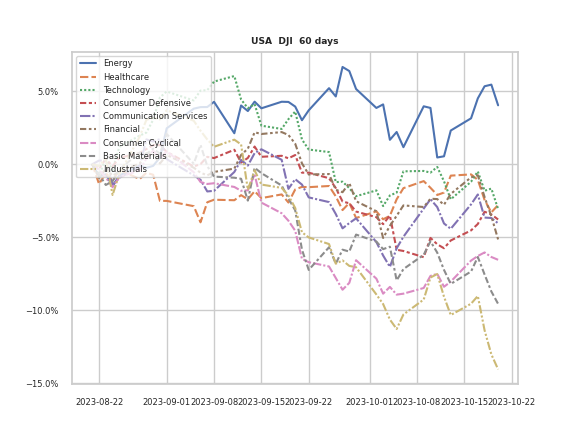 USA DJI 60 days
Energy
Healthcare
Technology
Consumer Defensive
Communication Services
Financial
Consumer Cyclical
Basic Materials
Industrials
5.0%
0.0%
−5.0%
−10.0%
−15.0%
2023-08-22 2023-09-01 2023-09-08 2023-09-15 2023-09-22 2023-10-01 2023-10-08 2023-10-15 2023-10-22